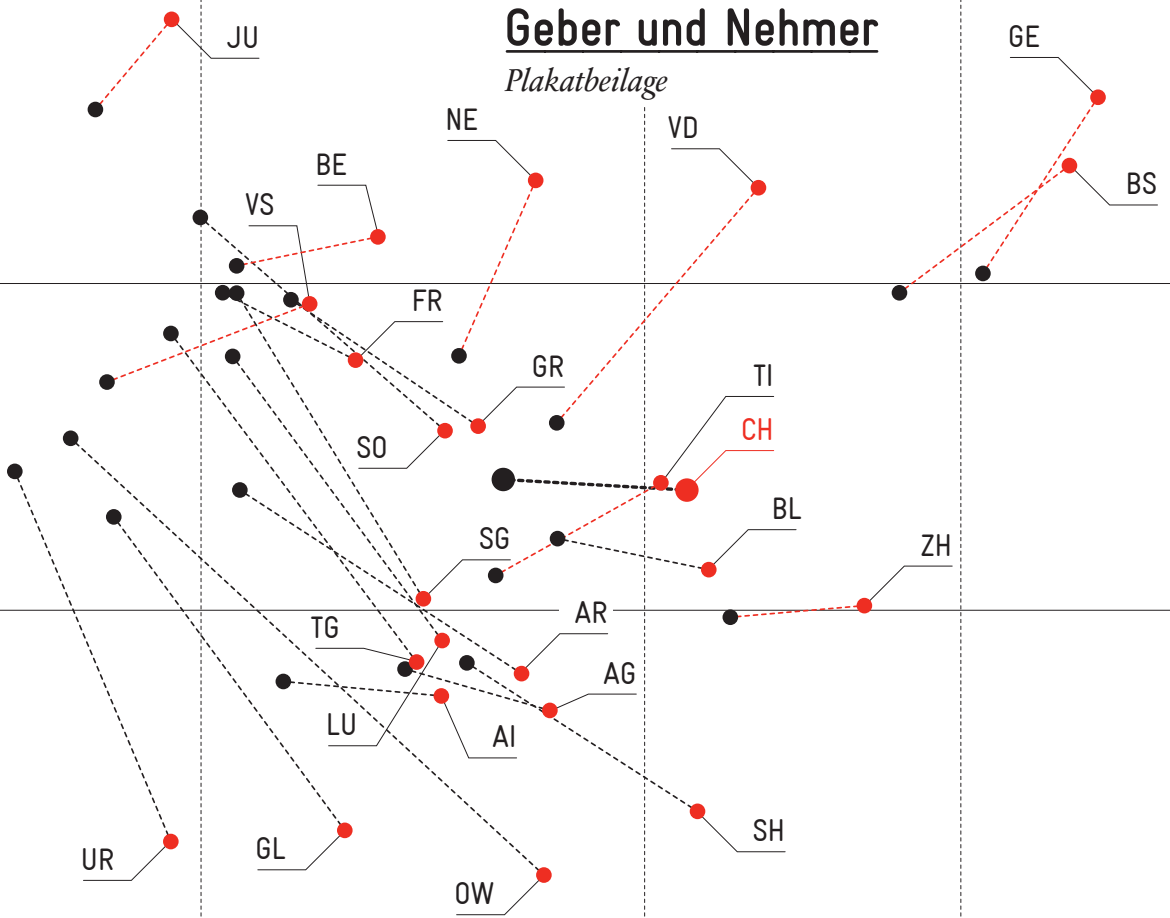 Geber und Nehmer
Plakatbeilage
JU
GE
NE
VD
BE
BS
VS
FR
GR
TI
SO
CH
BL
SG
ZH
AR
TG
AG
LU
AI
SH
UR
GL
OW